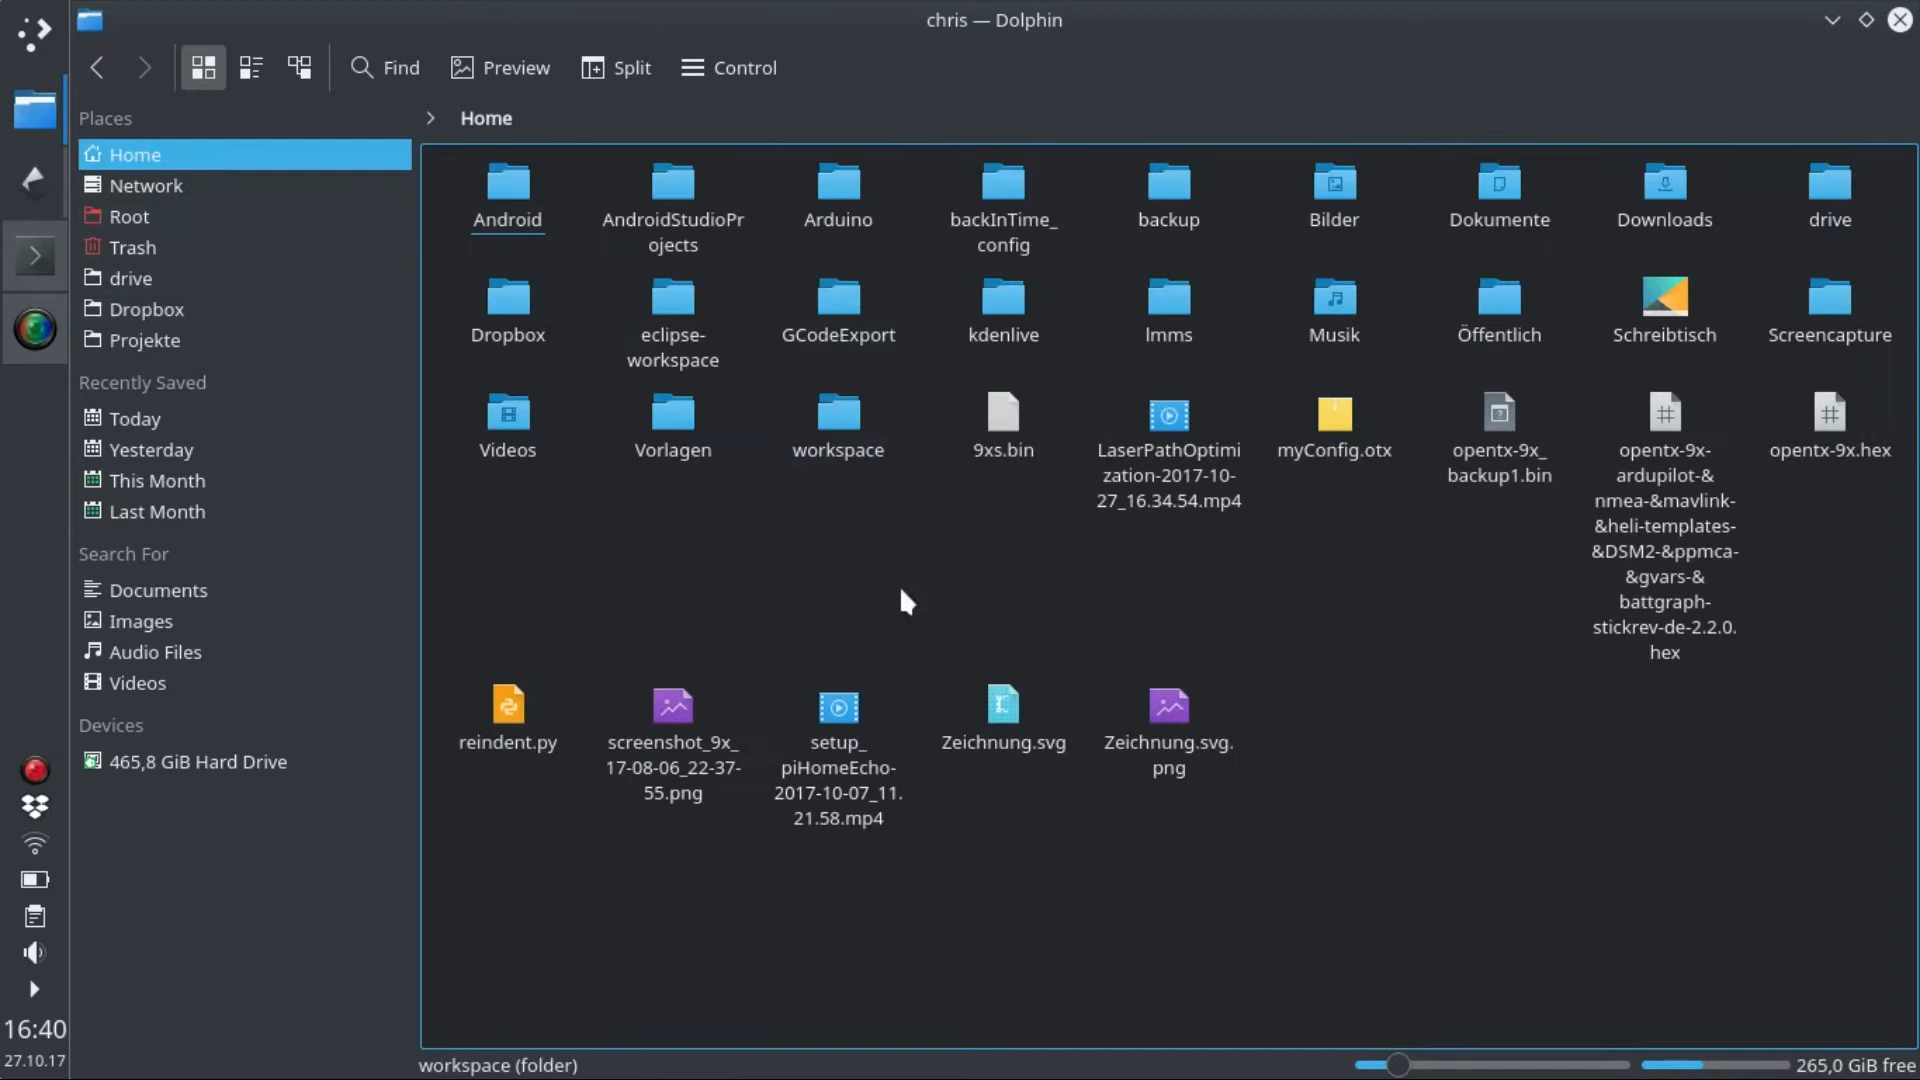 chris — Dolphin
Find
Preview
Split
Control
Places
Home
Network
Root
Trash
drive
Dropbox
Projekte
Recently Saved
Today
Yesterday
This Month
Last Month
Search For
Documents
Images
Audio Files
Videos
Devices
465,8 GiB Hard Drive
16:40
27.10.17
Home
Android
AndroidStudioPr
ojects
Arduino
backInTime_
config
backup
Bilder
Dokumente
Downloads
drive
Dropbox
eclipse-
workspace
GCodeExport
kdenlive
lmms
Musik
Öffentlich
Schreibtisch
Screencapture
Videos
Vorlagen
workspace
9xs.bin
LaserPathOptimi
zation-2017-10-
27_16.34.54.mp4
myConfig.otx
opentx-9x_
backup1.bin
opentx-9x-
ardupilot-&
nmea-&mavlink-
&heli-templates-
&DSM2-&ppmca-
&gvars-&
battgraph-
stickrev-de-2.2.0.
hex
opentx-9x.hex
reindent.py
screenshot_9x_
17-08-06_22-37-
55.png
setup_
piHomeEcho-
2017-10-07_11.
21.58.mp4
Zeichnung.svg
Zeichnung.svg.
png
workspace (folder)
265,0 GiB free